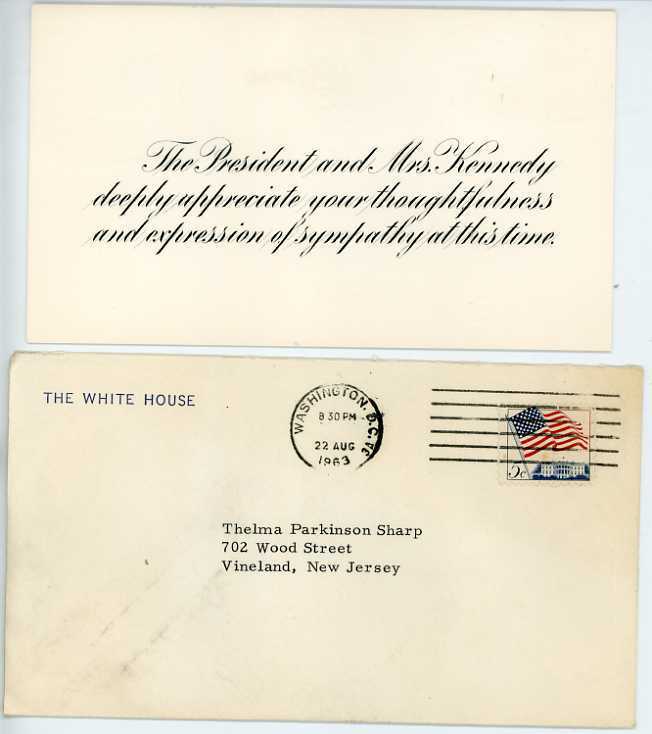 The President and Mrs. Kennedy
deeply appreciate your thoughtfulness
and expression of sympathy at this time.
THE WHITE HOUSE
WASHINGTON, D.C.
8 30 PM
22 AUG
1963
5c
Thelma Parkinson Sharp
702 Wood Street
Vineland, New Jersey